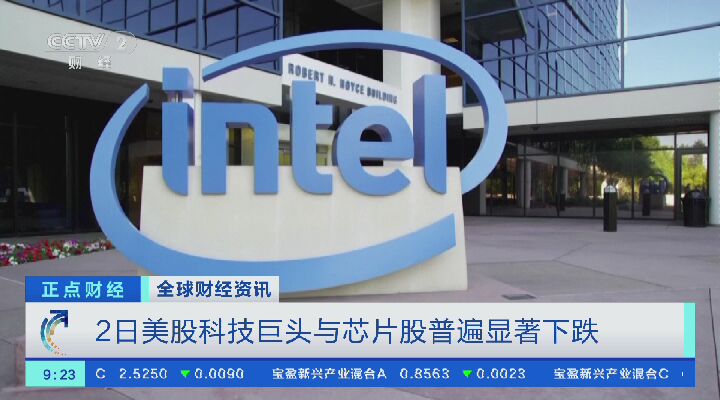 CCTV 2
财经
ROBERT N. NOYCE BUILDING
intel
正点财经 全球财经资讯
2日美股科技巨头与芯片股普遍显著下跌
9:23 C 2.5250 ▼0.0090 宝盈新兴产业混合A 0.8563 ▼0.0023 宝盈新兴产业混合C